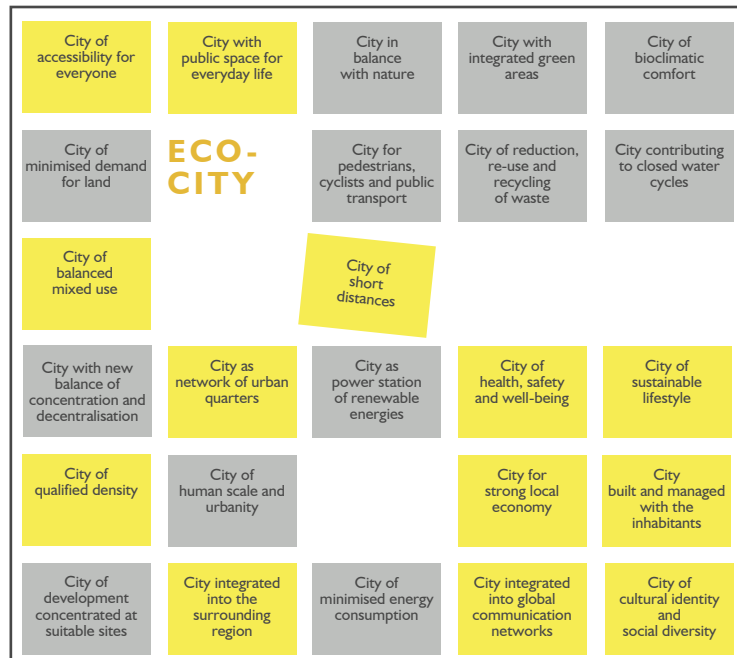 City of
accessibility for
everyone
City with
public space for
everyday life
City in
balance
with nature
City with
integrated green
areas
City of
bioclimatic
comfort
City of
minimised demand
for land
ECO-
CITY
City for
pedestrians,
cyclists and public
transport
City of reduction,
re-use and
recycling
of waste
City contributing
to closed water
cycles
City of
balanced
mixed use
City of
short
distances
City with new
balance of
concentration and
decentralisation
City as
network of urban
quarters
City as
power station
of renewable
energies
City of
health, safety
and well-being
City of
sustainable
lifestyle
City of
qualified density
City of
human scale and
urbanity
City for
strong local
economy
City
built and managed
with the
inhabitants
City of
development
concentrated at
suitable sites
City integrated
into the
surrounding
region
City of
minimised energy
consumption
City integrated
into global
communication
networks
City of
cultural identity
and
social diversity